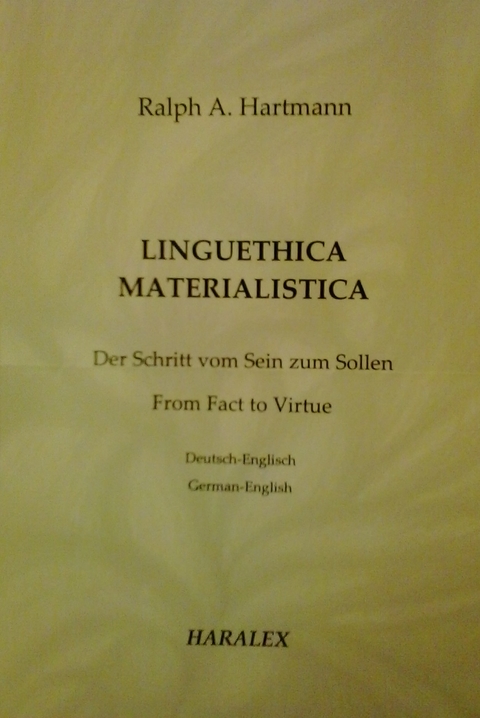 Ralph A. Hartmann
LINGUETHICA
MATERIALISTICA
Der Schritt vom Sein zum Sollen
From Fact to Virtue
Deutsch-Englisch
German-English
HARALEX